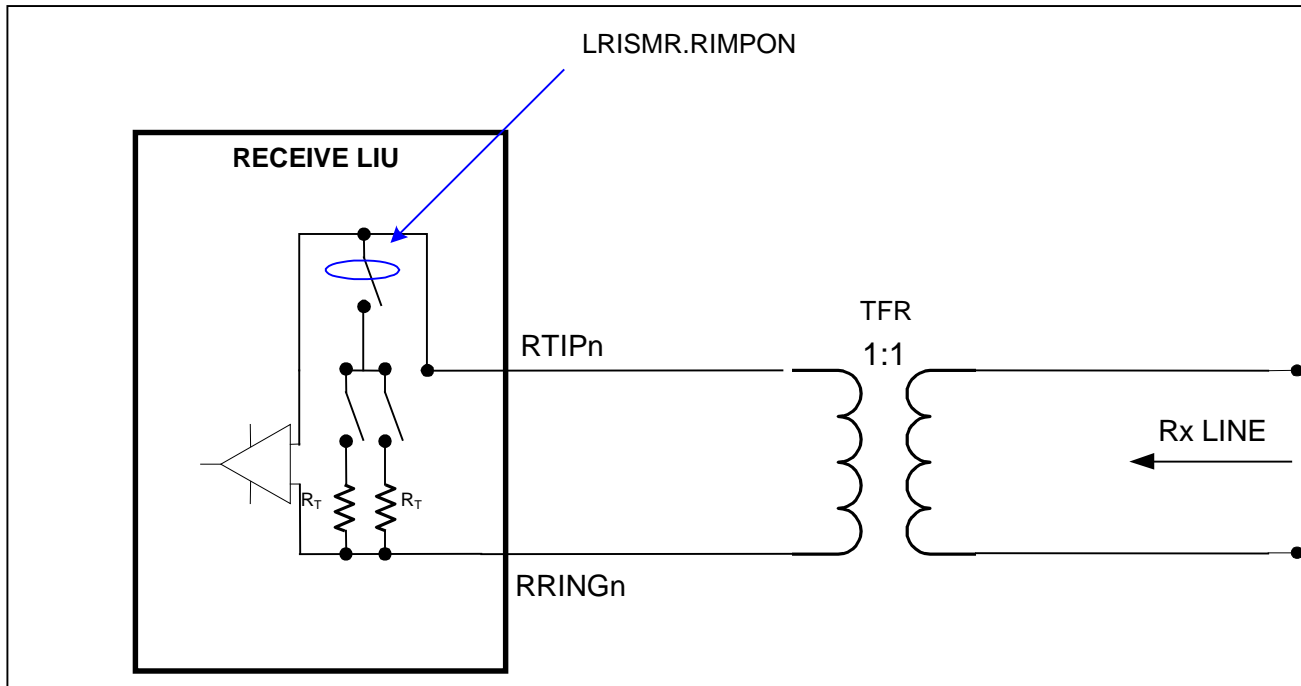 LRISMR.RIMPON
RECEIVE LIU
TFR
1:1
RTIPn
Rx LINE
RT
RT
RRINGn